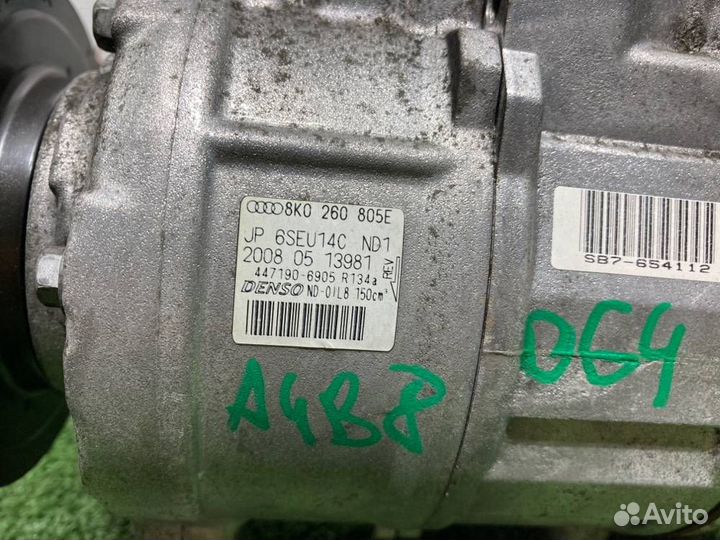 8K0 260 805E
JP 6SEU14C ND1
2008 05 13981
REV
447190-6905 R134a
DENSO ND-OIL8 150cm³
SB7-654112
A4B8
064
Avito